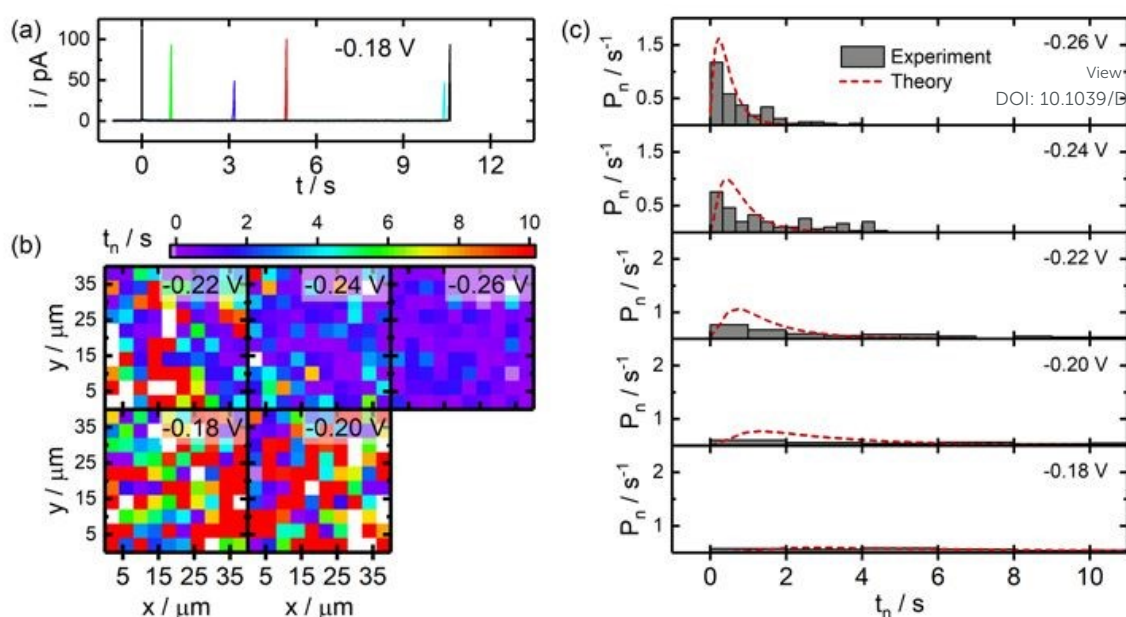 (a)
100
50
0
i / pA
-0.18 V
0 3 6 9 12
t / s
(b)
t_n / s
0 2 4 6 8 10
-0.22 V -0.24 V -0.26 V
35
25
15
5
y / μm
-0.18 V -0.20 V
35
25
15
5
y / μm
5 15 25 35 5 15 25 35
x / μm x / μm
(c)
1.5
0.5
P_n / s⁻¹
Experiment
Theory
-0.26 V
View
DOI: 10.1039/D
1.5
0.5
P_n / s⁻¹
-0.24 V
2
1
P_n / s⁻¹
-0.22 V
2
1
P_n / s⁻¹
-0.20 V
2
1
P_n / s⁻¹
-0.18 V
0 2 4 6 8 10
t_n / s